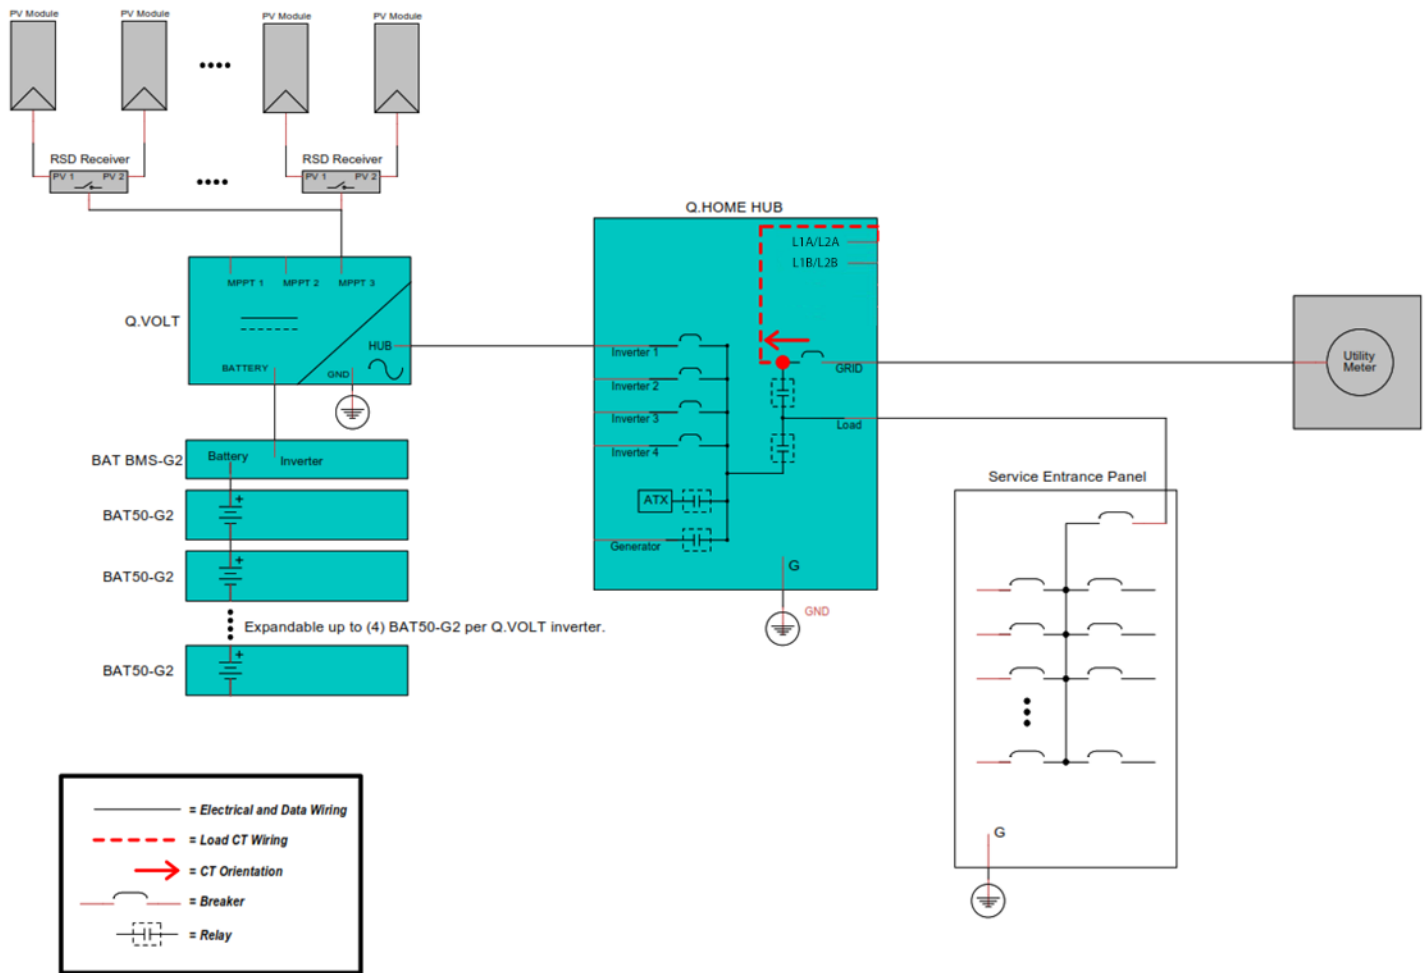 PV Module
PV Module
PV Module
PV Module
RSD Receiver
PV 1
PV 2
RSD Receiver
PV 1
PV 2
Q.HOME HUB
L1A/L2A
L1B/L2B
MPPT 1
MPPT 2
MPPT 3
Q.VOLT
HUB
BATTERY
GND
Inverter 1
Inverter 2
Inverter 3
Inverter 4
GRID
Load
Utility
Meter
BAT BMS-G2
Battery
Inverter
BAT50-G2
+
BAT50-G2
+
Expandable up to (4) BAT50-G2 per Q.VOLT inverter.
BAT50-G2
+
ATX
Generator
G
GND
Service Entrance Panel
G
= Electrical and Data Wiring
= Load CT Wiring
= CT Orientation
= Breaker
= Relay